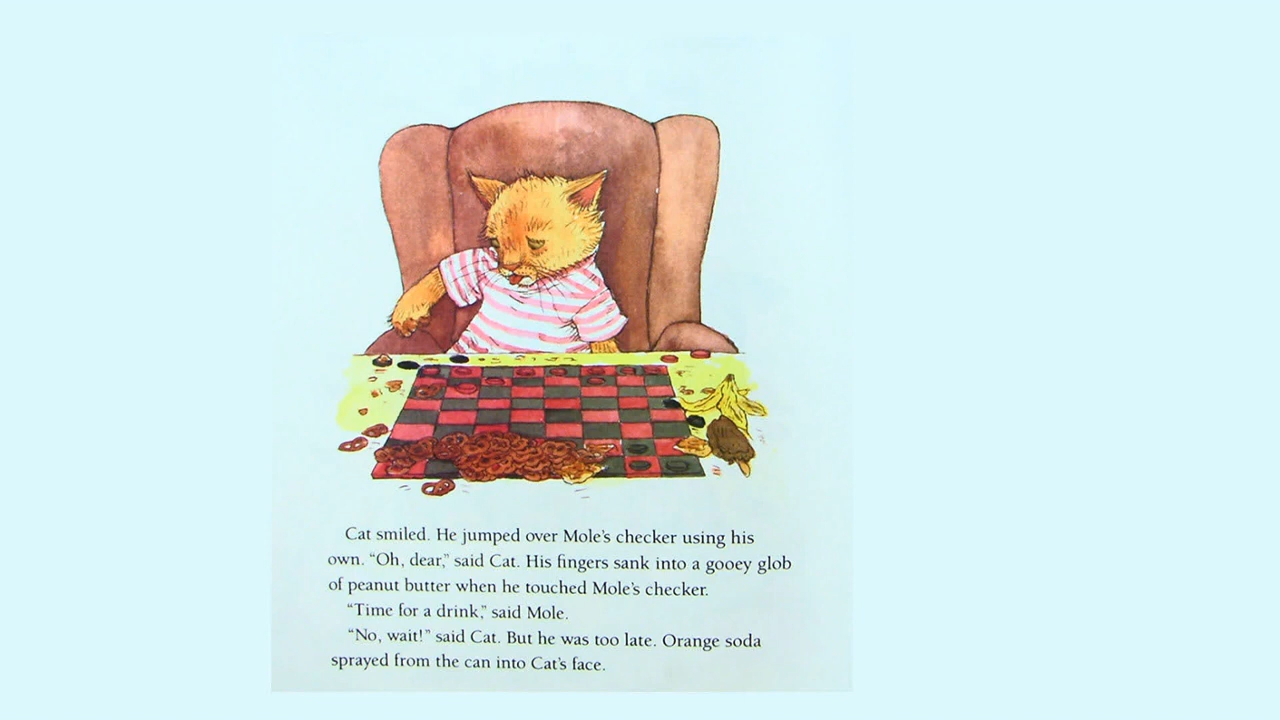 Cat smiled. He jumped over Mole's checker using his
own. “Oh, dear,” said Cat. His fingers sank into a gooey glob
of peanut butter when he touched Mole's checker.
“Time for a drink,” said Mole.
“No, wait!” said Cat. But he was too late. Orange soda
sprayed from the can into Cat's face.